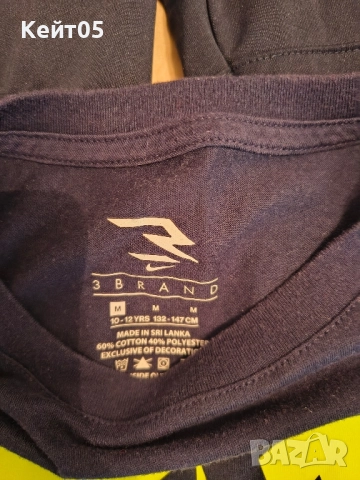 Кейт05
3BRAND
M M M
10-12 YRS 132-147 CM
MADE IN SRI LANKA
60% COTTON 40% POLYESTER
EXCLUSIVE OF DECORATION
BAZAR